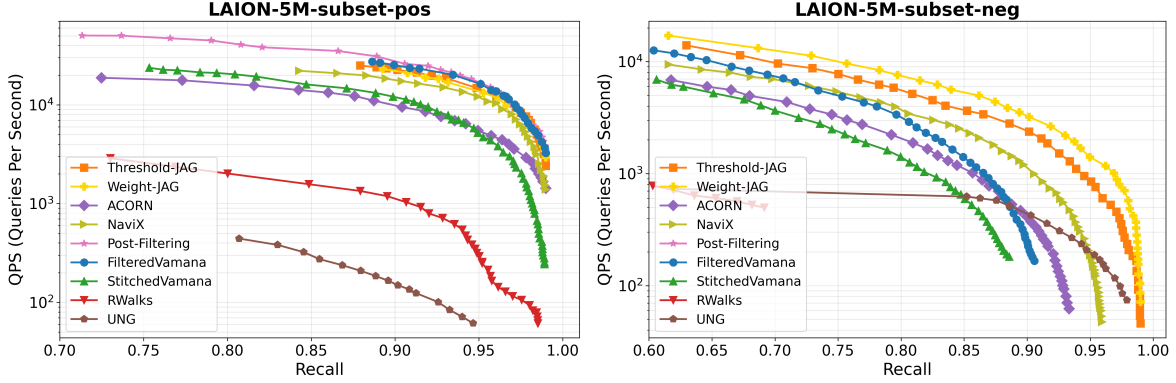 LAION-5M-subset-pos
QPS (Queries Per Second)
10⁴
10³
10²
Threshold-JAG
Weight-JAG
ACORN
NaviX
Post-Filtering
FilteredVamana
StitchedVamana
RWalks
UNG
0.70 0.75 0.80 0.85 0.90 0.95 1.00
Recall
LAION-5M-subset-neg
QPS (Queries Per Second)
10⁴
10³
10²
Threshold-JAG
Weight-JAG
ACORN
NaviX
Post-Filtering
FilteredVamana
StitchedVamana
RWalks
UNG
0.60 0.65 0.70 0.75 0.80 0.85 0.90 0.95 1.00
Recall